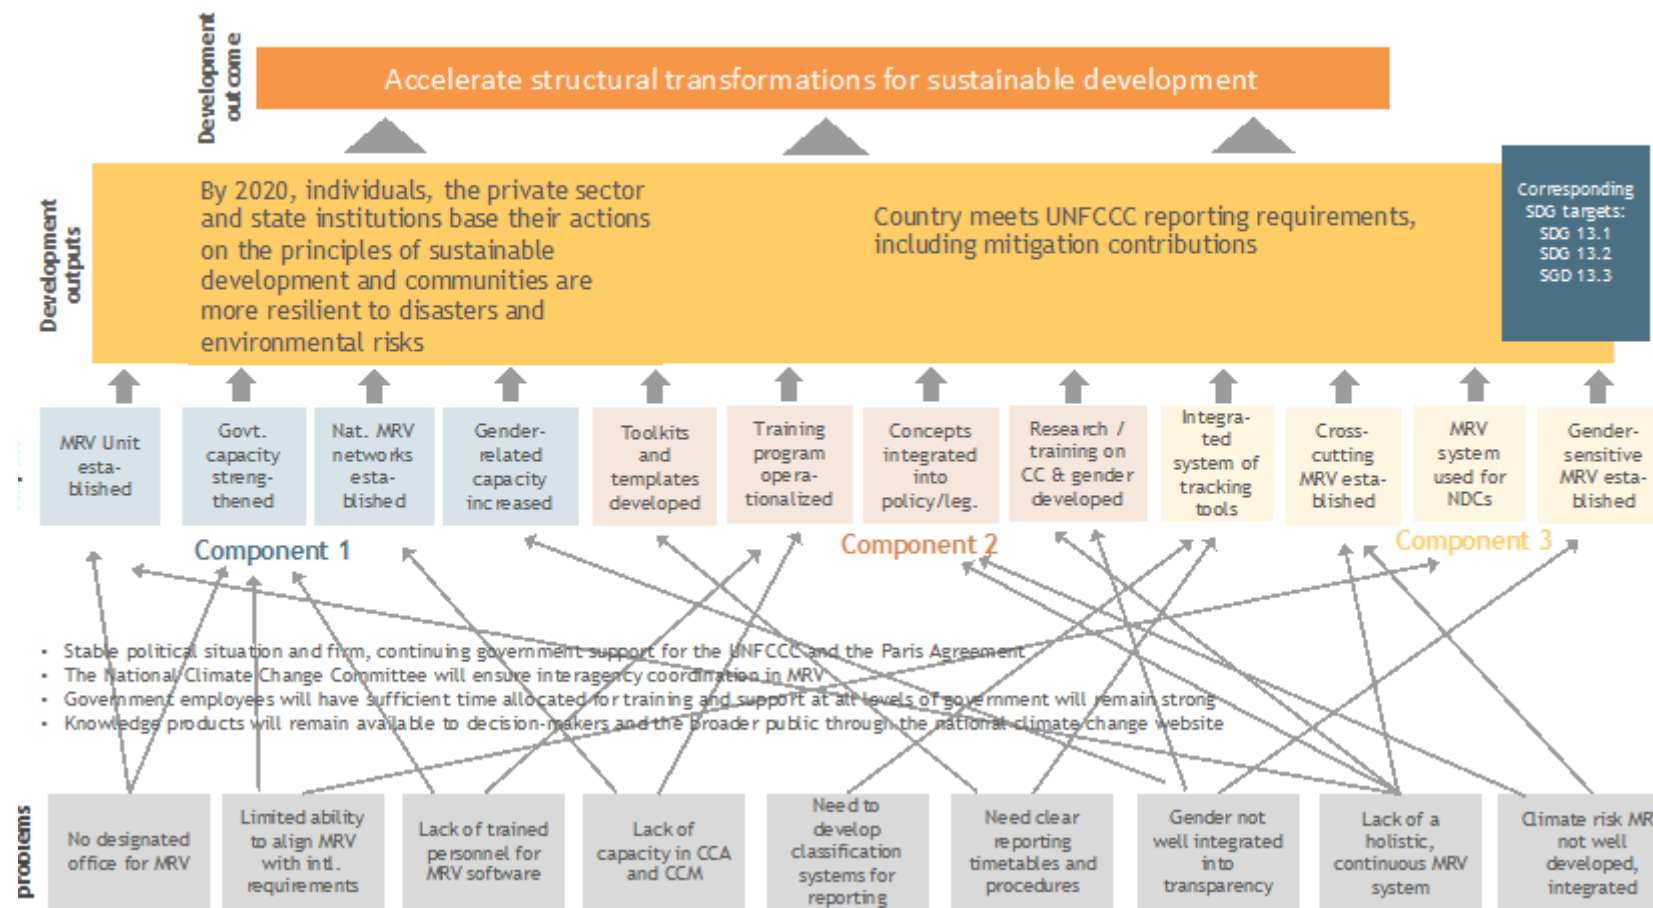 Development
outcome
Accelerate structural transformations for sustainable development
Development
outputs
By 2020, individuals, the private sector
and state institutions base their actions
on the principles of sustainable
development and communities are
more resilient to disasters and
environmental risks
Country meets UNFCCC reporting requirements,
including mitigation contributions
Corresponding
SDG targets:
SDG 13.1
SDG 13.2
SGD 13.3
MRV Unit
esta-
blished
Govt.
capacity
streng-
thened
Nat. MRV
networks
esta-
blished
Gender-
related
capacity
increased
Toolkits
and
templates
developed
Training
program
opera-
tionalized
Concepts
integrated
into
policy/leg.
Research /
training on
CC & gender
developed
Integra-
ted
system of
tracking
tools
Cross-
cutting
MRV esta-
blished
MRV
system
used for
NDCs
Gender-
sensitive
MRV esta-
blished
Component 1
Component 2
Component 3
• Stable political situation and firm, continuing government support for the UNFCCC and the Paris Agreement
• The National Climate Change Committee will ensure interagency coordination in MRV
• Government employees will have sufficient time allocated for training and support at all levels of government will remain strong
• Knowledge products will remain available to decision-makers and the broader public through the national climate change website
problems
No designated
office for MRV
Limited ability
to align MRV
with intl.
requirements
Lack of trained
personnel for
MRV software
Lack of
capacity in CCA
and CCM
Need to
develop
classification
systems for
reporting
Need clear
reporting
timetables and
procedures
Gender not
well integrated
into
transparency
Lack of a
holistic,
continuous MRV
system
Climate risk MR
not well
developed,
integrated